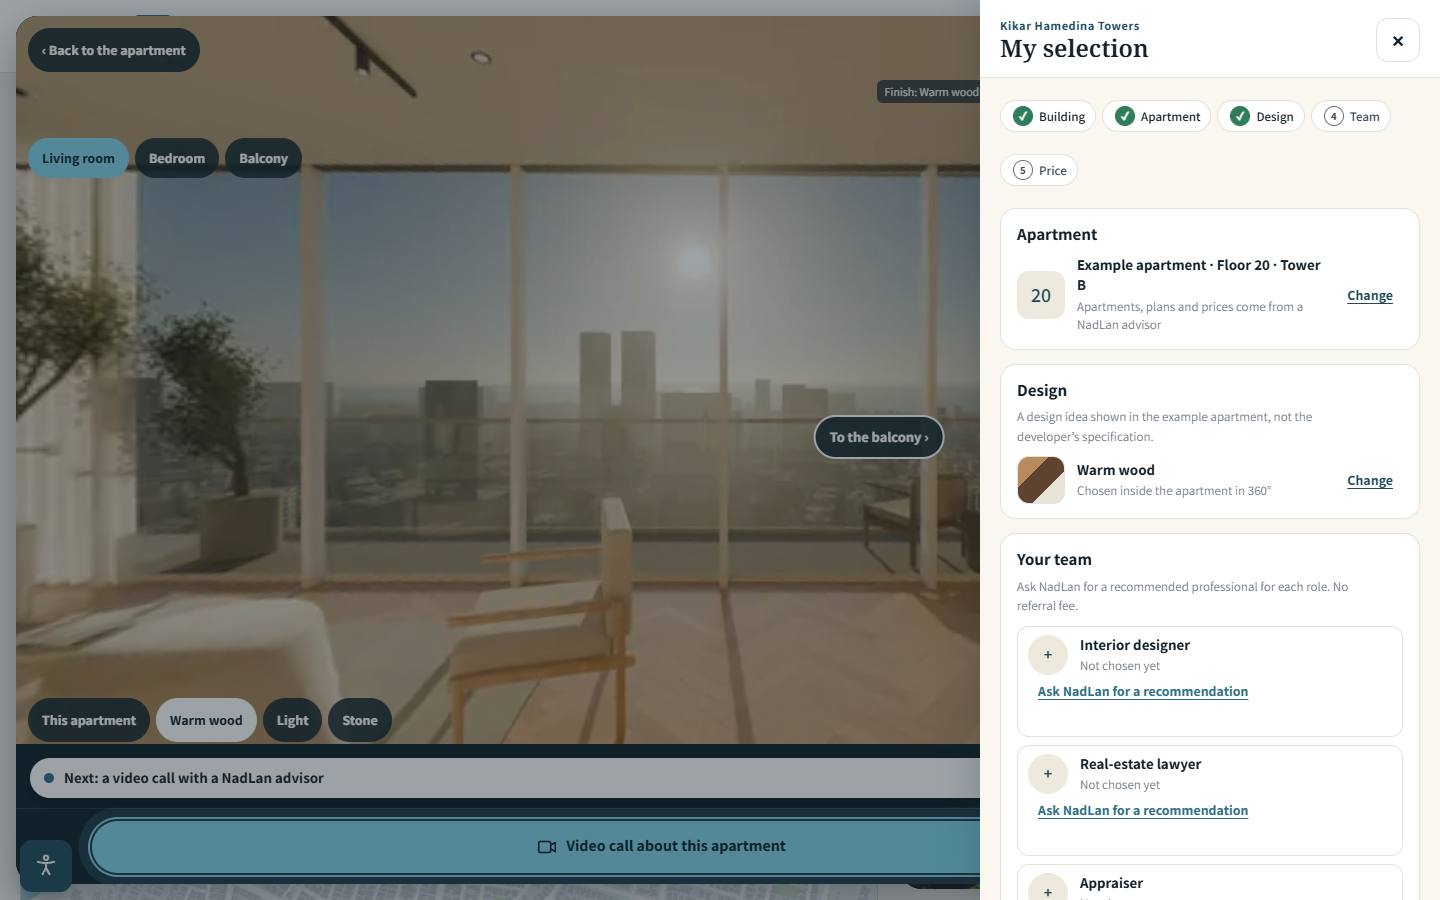 ‹ Back to the apartment
Finish: Warm wood
Living room
Bedroom
Balcony
To the balcony ›
This apartment
Warm wood
Light
Stone
Next: a video call with a NadLan advisor
Video call about this apartment
Kikar Hamedina Towers
My selection
Building
Apartment
Design
4 Team
5 Price
Apartment
20
Example apartment · Floor 20 · Tower
B
Apartments, plans and prices come from a
NadLan advisor
Change
Design
A design idea shown in the example apartment, not the
developer’s specification.
Warm wood
Chosen inside the apartment in 360°
Change
Your team
Ask NadLan for a recommended professional for each role. No
referral fee.
+
Interior designer
Not chosen yet
Ask NadLan for a recommendation
+
Real-estate lawyer
Not chosen yet
Ask NadLan for a recommendation
+
Appraiser